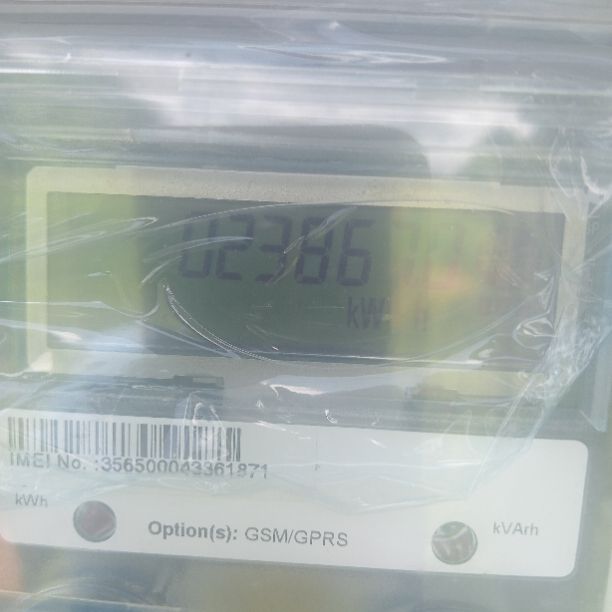 02386
kW
IMEI No. :356500043361871
kWh
Option(s): GSM/GPRS
kVArh